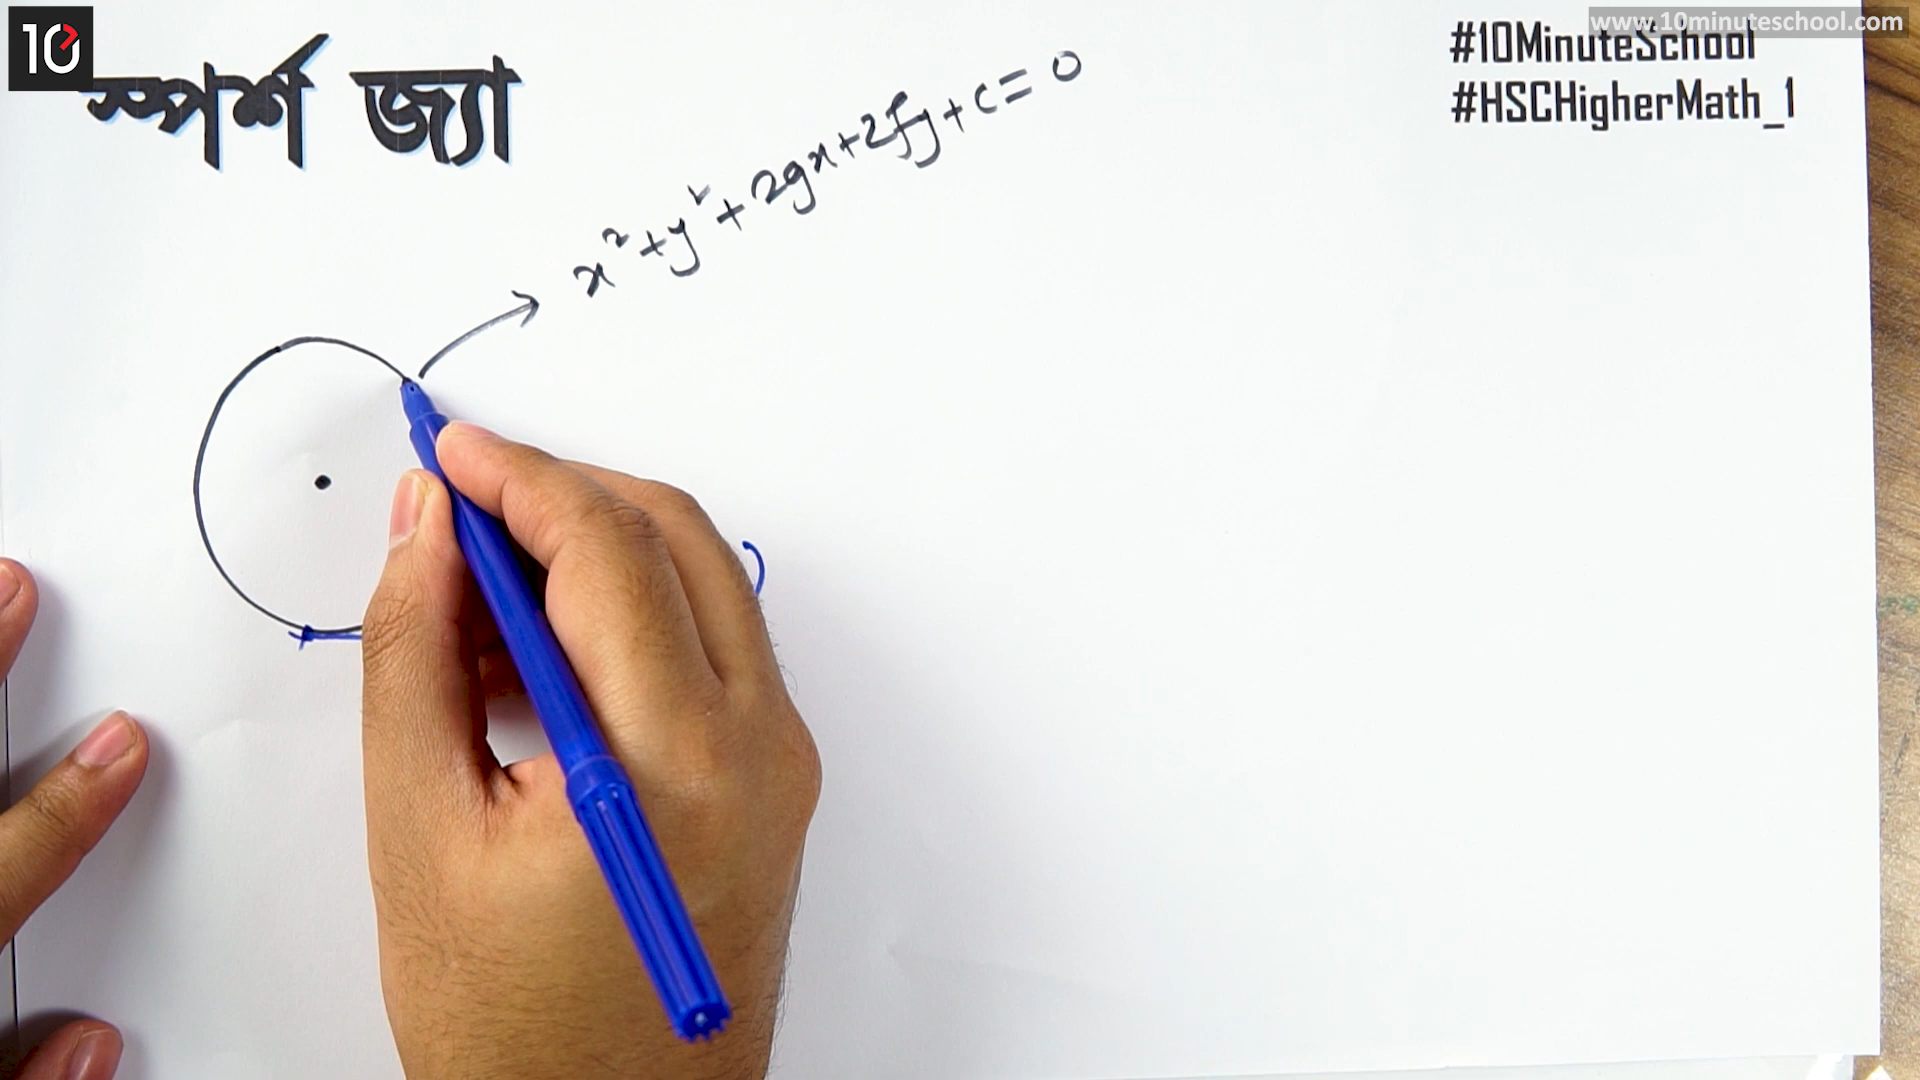 10
www.10minuteschool.com
#10MinuteSchool
#HSCHigherMath_1
স্পর্শ জ্যা
x² + y² + 2gx + 2fy + c = 0